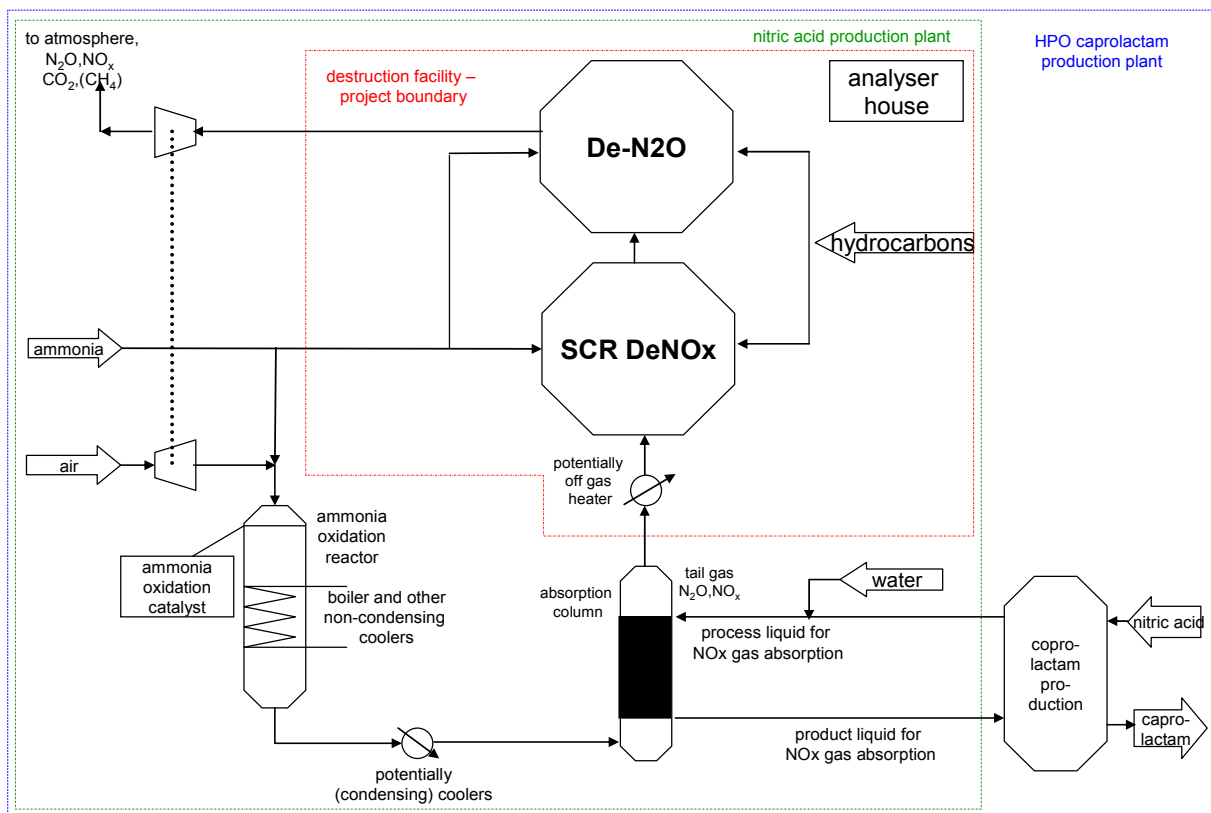 to atmosphere,
N₂O,NOₓ
CO₂,(CH₄)
nitric acid production plant
HPO caprolactam
production plant
destruction facility –
project boundary
analyser
house
De-N2O
hydrocarbons
ammonia
SCR DeNOx
air
potentially
off gas
heater
ammonia
oxidation
reactor
ammonia
oxidation
catalyst
boiler and other
non-condensing
coolers
absorption
column
tail gas
N₂O,NOₓ
water
process liquid for
NOx gas absorption
nitric acid
copro-
lactam
pro-
duction
capro-
lactam
product liquid for
NOx gas absorption
potentially
(condensing) coolers